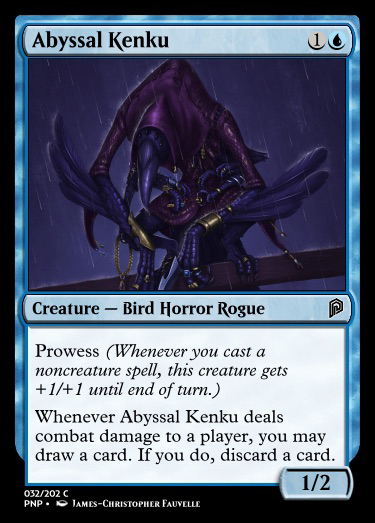 Abyssal Kenku 1
Creature — Bird Horror Rogue
Prowess (Whenever you cast a
noncreature spell, this creature gets
+1/+1 until end of turn.)
Whenever Abyssal Kenku deals
combat damage to a player, you may
draw a card. If you do, discard a card.
1/2
032/202 C
PNP • James-Christopher Fauvelle